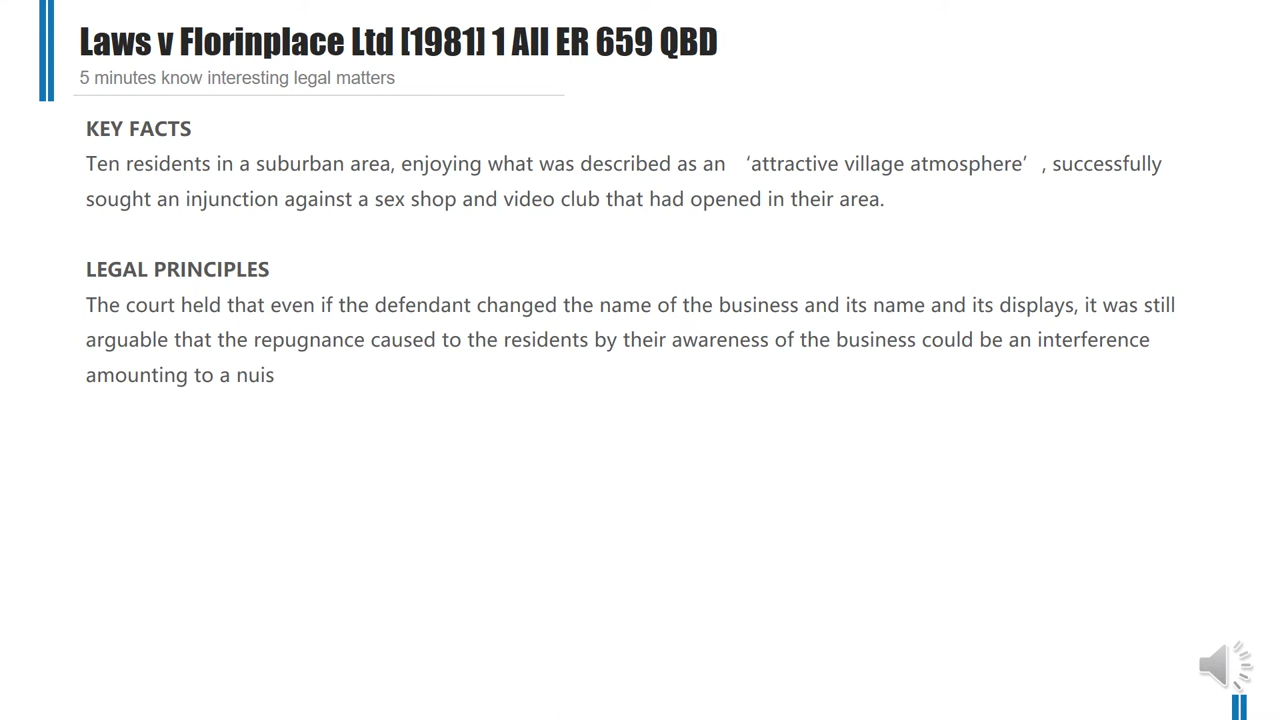 Laws v Florinplace Ltd [1981] 1 All ER 659 QBD
5 minutes know interesting legal matters
KEY FACTS
Ten residents in a suburban area, enjoying what was described as an ‘attractive village atmosphere’, successfully
sought an injunction against a sex shop and video club that had opened in their area.
LEGAL PRINCIPLES
The court held that even if the defendant changed the name of the business and its name and its displays, it was still
arguable that the repugnance caused to the residents by their awareness of the business could be an interference
amounting to a nuis